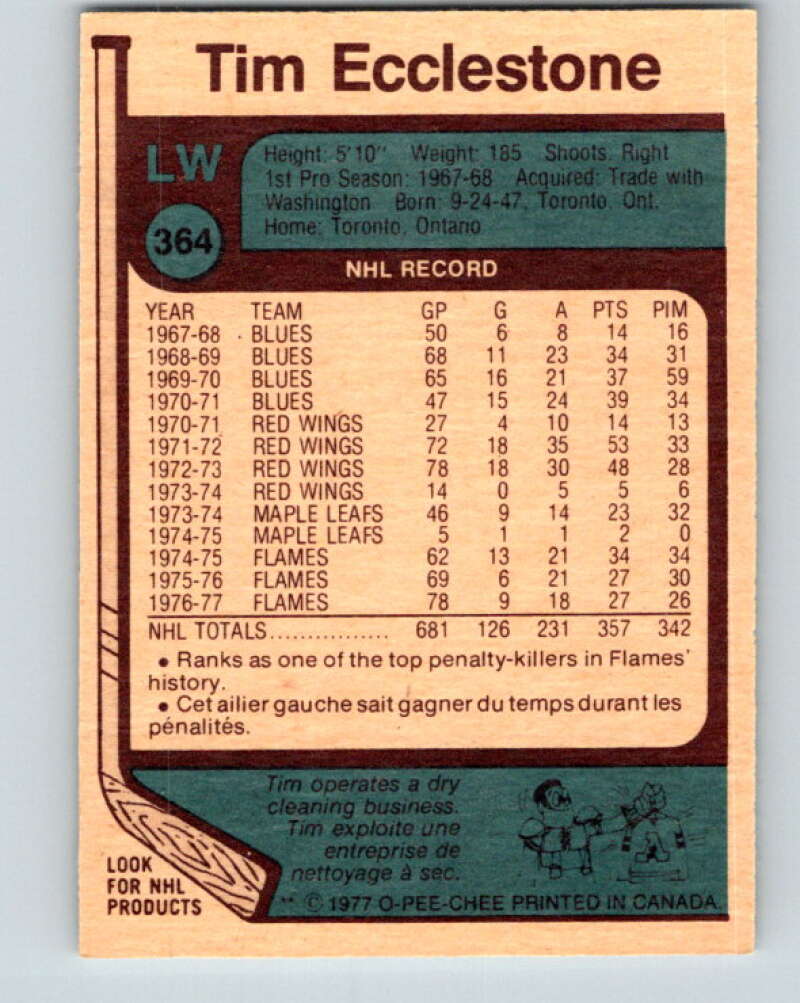 Tim Ecclestone
LW
364
Height: 5'10" Weight: 185 Shoots. Right
1st Pro Season: 1967-68 Acquired: Trade with
Washington Born: 9-24-47, Toronto, Ont.
Home: Toronto, Ontario
NHL RECORD
YEAR TEAM GP G A PTS PIM
1967-68 BLUES 50 6 8 14 16
1968-69 BLUES 68 11 23 34 31
1969-70 BLUES 65 16 21 37 59
1970-71 BLUES 47 15 24 39 34
1970-71 RED WINGS 27 4 10 14 13
1971-72 RED WINGS 72 18 35 53 33
1972-73 RED WINGS 78 18 30 48 28
1973-74 RED WINGS 14 0 5 5 6
1973-74 MAPLE LEAFS 46 9 14 23 32
1974-75 MAPLE LEAFS 5 1 1 2 0
1974-75 FLAMES 62 13 21 34 34
1975-76 FLAMES 69 6 21 27 30
1976-77 FLAMES 78 9 18 27 26
NHL TOTALS................ 681 126 231 357 342
• Ranks as one of the top penalty-killers in Flames'
history.
• Cet ailier gauche sait gagner du temps durant les
pénalités.
Tim operates a dry
cleaning business.
Tim exploite une
entreprise de
nettoyage à sec.
LOOK
FOR NHL
PRODUCTS
** © 1977 O-PEE-CHEE PRINTED IN CANADA.